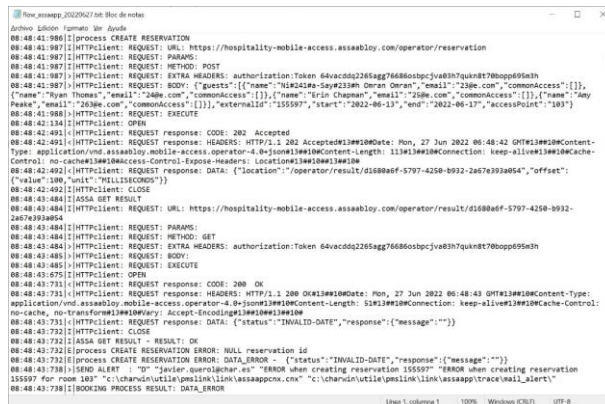 flow_assaapp_20220627.txt: Bloc de notas
Archivo Edición Formato Ver Ayuda
08:48:41:986|I|process CREATE RESERVATION
08:48:41:987|I|HTTPclient: REQUEST: URL: https://hospitality-mobile-access.assaabloy.com/operator/reservation
08:48:41:987|I|HTTPclient: REQUEST: PARAMS:
08:48:41:987|I|HTTPclient: REQUEST: METHOD: POST
08:48:41:987|>|HTTPclient: REQUEST: EXTRA HEADERS: authorization:Token
08:48:41:987|>|HTTPclient: REQUEST: BODY: {"guests":[{"name":"Ni#241#a-Say#233#h Omran Omran","email":"23@e.com","commonAccess":[]},
{"name":"Ryan Thomas","email":"24@e.com","commonAccess":[]},{"name":"Erin Chapman","email":"25@e.com","commonAccess":[]},{"name":"Amy
Peake","email":"263@e.com","commonAccess":[]}],"externalId":"155597","start":"2022-06-13","end":"2022-06-17","accessPoint":"103"}
08:48:41:988|>|HTTPclient: REQUEST: EXECUTE
08:48:42:134|I|HTTPclient: OPEN
08:48:42:491|<|HTTPclient: REQUEST response: CODE: 202  Accepted
08:48:42:491|<|HTTPclient: REQUEST response: HEADERS: HTTP/1.1 202 Accepted#13##10#Date: Mon, 27 Jun 2022 06:48:42 GMT#13##10#Content-
Type: application/vnd.assaabloy.mobile-access.operator-4.0+json#13##10#Content-Length: 113#13##10#Connection: keep-alive#13##10#Cache-
Control: no-cache#13##10#Access-Control-Expose-Headers: Location#13##10##13##10#
08:48:42:492|<|HTTPclient: REQUEST response: DATA: {"location":"/operator/result/d1680a6f-5797-4250-b932-2a67e393a054","offset":
{"value":100,"unit":"MILLISECONDS"}}
08:48:42:492|I|HTTPclient: CLOSE
08:48:43:484|I|ASSA GET RESULT
08:48:43:484|I|HTTPclient: REQUEST: URL: https://hospitality-mobile-access.assaabloy.com/operator/result/d1680a6f-5797-4250-b932-
2a67e393a054
08:48:43:484|I|HTTPclient: REQUEST: PARAMS:
08:48:43:484|I|HTTPclient: REQUEST: METHOD: GET
08:48:43:484|>|HTTPclient: REQUEST: EXTRA HEADERS: authorization:Token
08:48:43:485|>|HTTPclient: REQUEST: BODY:
08:48:43:485|>|HTTPclient: REQUEST: EXECUTE
08:48:43:675|I|HTTPclient: OPEN
08:48:43:731|<|HTTPclient: REQUEST response: CODE: 200  OK
08:48:43:731|<|HTTPclient: REQUEST response: HEADERS: HTTP/1.1 200 OK#13##10#Date: Mon, 27 Jun 2022 06:48:43 GMT#13##10#Content-Type:
application/vnd.assaabloy.mobile-access.operator-4.0+json#13##10#Content-Length: 51#13##10#Connection: keep-alive#13##10#Cache-Control:
no-cache, no-transform#13##10#Vary: Accept-Encoding#13##10##13##10#
08:48:43:731|<|HTTPclient: REQUEST response: DATA: {"status":"INVALID-DATE","response":{"message":""}}
08:48:43:732|I|HTTPclient: CLOSE
08:48:43:732|I|ASSA GET RESULT - RESULT: OK
08:48:43:732|E|process CREATE RESERVATION ERROR: NULL reservation id
08:48:43:732|E|process CREATE RESERVATION ERROR: DATA_ERROR -  {"status":"INVALID-DATE","response":{"message":""}}
08:48:43:738|>|SEND ALERT  : "D" "javier.querol@char.es" "ERROR when creating reservation 155597" "ERROR when creating reservation
155597 for room 103" "c:\charwin\utile\pmslink\link\assaappcnx.cnx" "c:\charwin\utile\pmslink\link\assaapp\trace\mail_alert\"
08:48:43:738|I|BOOKING PROCESS RESULT: DATA_ERROR
Línea 1, columna 1 100% Windows (CRLF) UTF-8